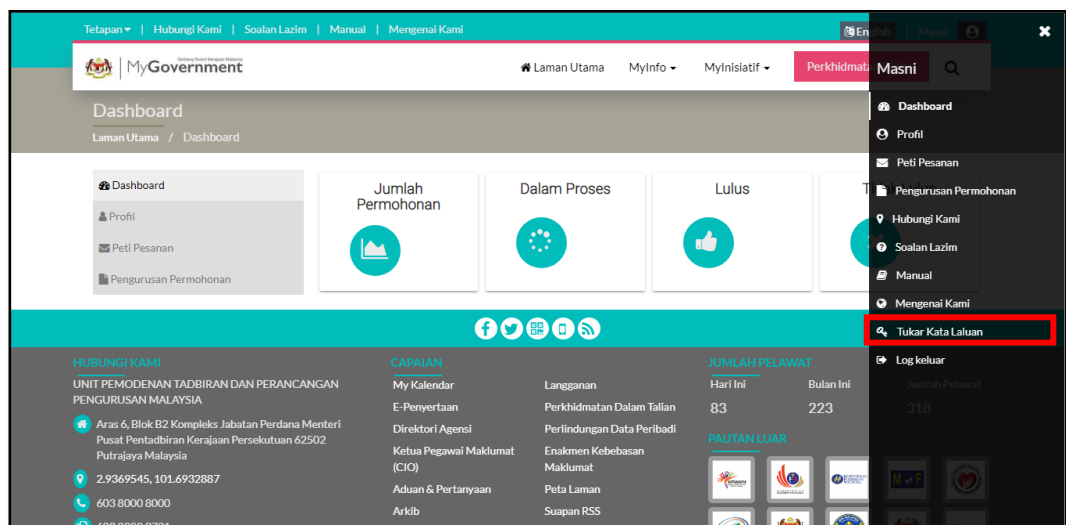 Tetapan | Hubungi Kami | Soalan Lazim | Manual | Mengenai Kami
English | Masni
MyGovernment
Laman Utama MyInfo MyInisiatif
Masni
Dashboard
Laman Utama / Dashboard
Dashboard
Profil
Peti Pesanan
Pengurusan Permohonan
Jumlah
Permohonan
Dalam Proses
Lulus
Dashboard
Profil
Peti Pesanan
Pengurusan Permohonan
Hubungi Kami
Soalan Lazim
Manual
Mengenai Kami
Tukar Kata Laluan
Log keluar
HUBUNGI KAMI
UNIT PEMODENAN TADBIRAN DAN PERANCANGAN
PENGURUSAN MALAYSIA
Aras 6, Blok B2 Kompleks Jabatan Perdana Menteri
Pusat Pentadbiran Kerajaan Persekutuan 62502
Putrajaya Malaysia
2.9369545, 101.6932887
603 8000 8000
CAPAIAN
My Kalendar
E-Penyertaan
Direktori Agensi
Ketua Pegawai Maklumat
(CIO)
Aduan & Pertanyaan
Arkib
Langganan
Perkhidmatan Dalam Talian
Perlindungan Data Peribadi
Enakmen Kebebasan
Maklumat
Peta Laman
Suapan RSS
JUMLAH PELAWAT
Hari Ini Bulan Ini Jumlah Pelawat
83 223 318
PAUTAN LUAR